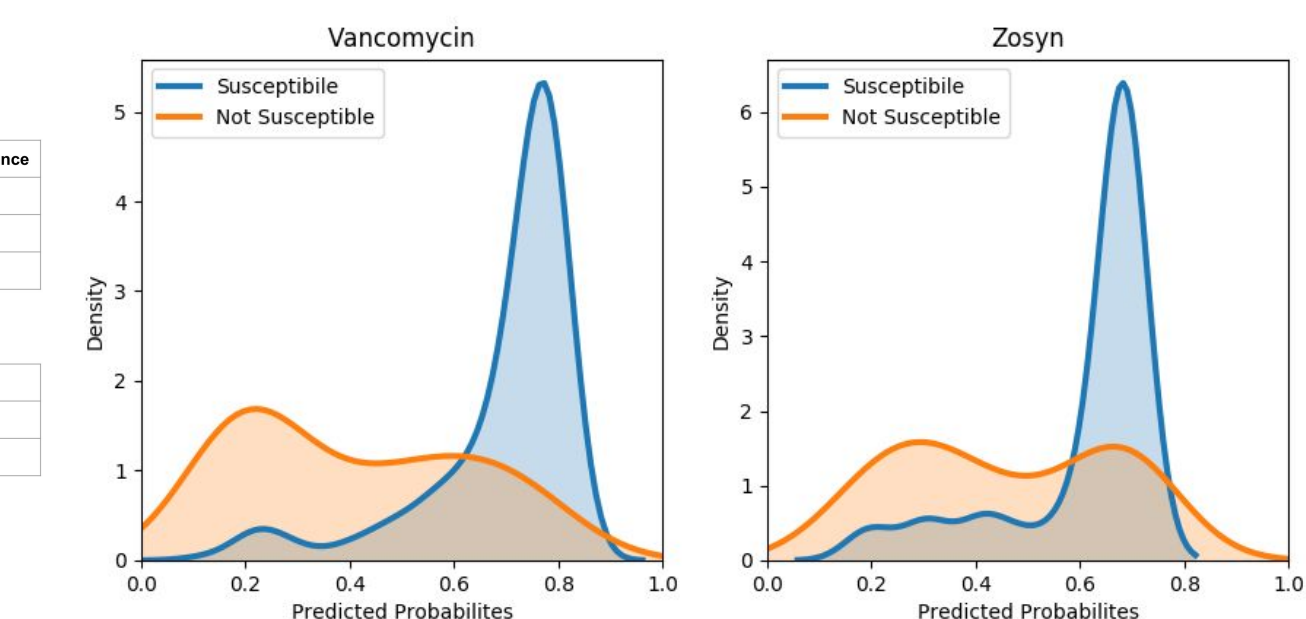 nce
Vancomycin
Susceptibile
Not Susceptible
5
4
3
2
1
0
Density
0.0 0.2 0.4 0.6 0.8 1.0
Predicted Probabilites
Zosyn
Susceptibile
Not Susceptible
6
5
4
3
2
1
0
Density
0.0 0.2 0.4 0.6 0.8 1.0
Predicted Probabilites